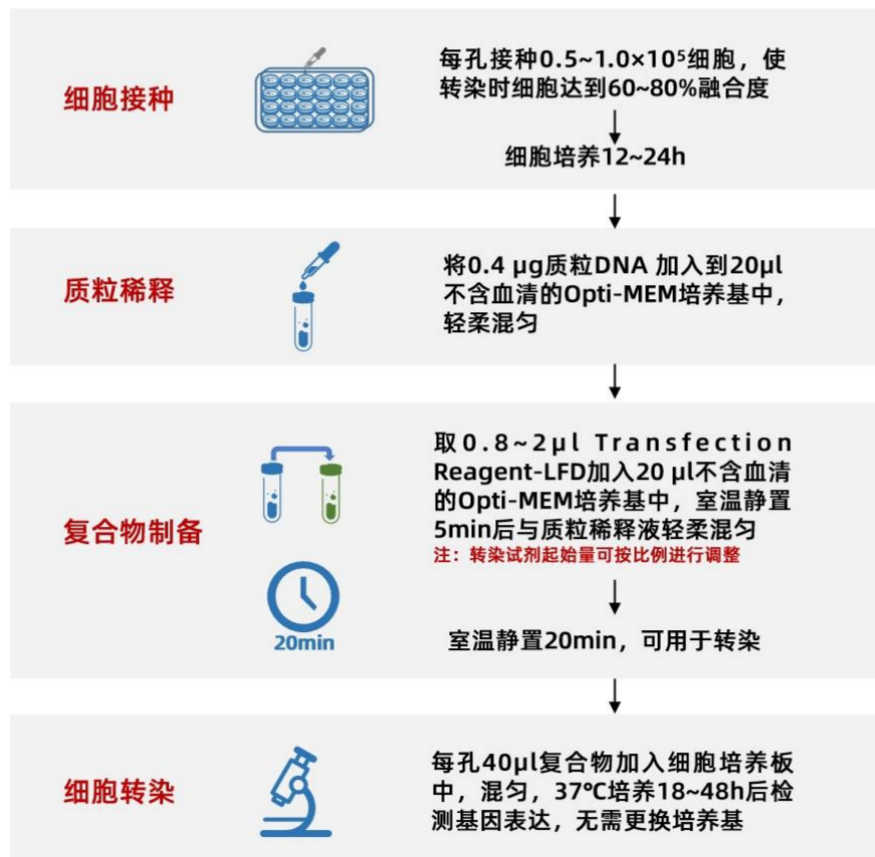 细胞接种
每孔接种0.5~1.0×10⁵细胞，使
转染时细胞达到60~80%融合度
细胞培养12~24h
质粒稀释
将0.4 μg质粒DNA 加入到20μl
不含血清的Opti-MEM培养基中，
轻柔混匀
复合物制备
取0.8~2μl Transfection
Reagent-LFD加入20 μl不含血清
的Opti-MEM培养基中，室温静置
5min后与质粒稀释液轻柔混匀
注：转染试剂起始量可按比例进行调整
20min
室温静置20min，可用于转染
细胞转染
每孔40μl复合物加入细胞培养板
中，混匀，37℃培养18~48h后检
测基因表达，无需更换培养基